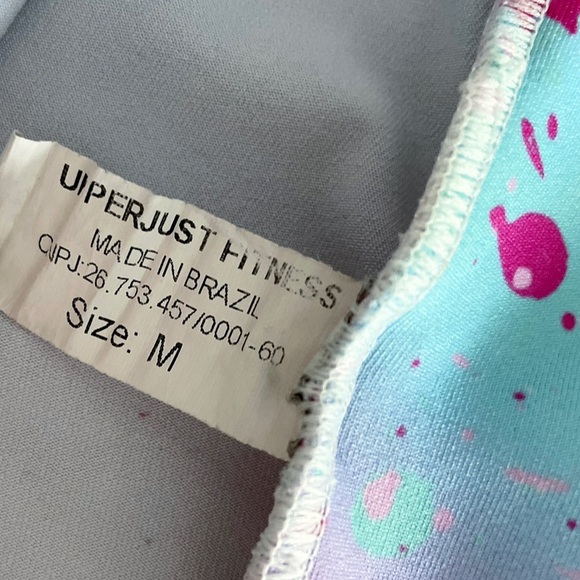 UIPERJUST FITNESS
MADE IN BRAZIL
CNPJ:26.753.457/0001-60
Size: M